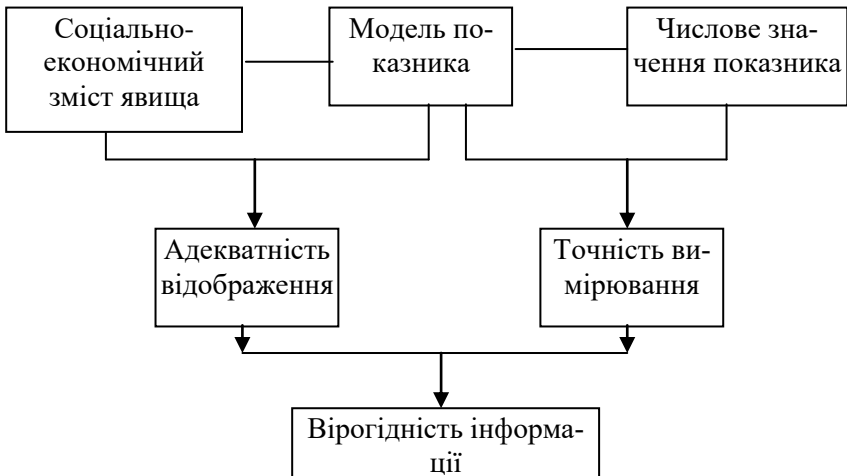 Соціально-
економічний
зміст явища
Модель по-
казника
Числове зна-
чення показника
Адекватність
відображення
Точність ви-
мірювання
Вірогідність інформа-
ції